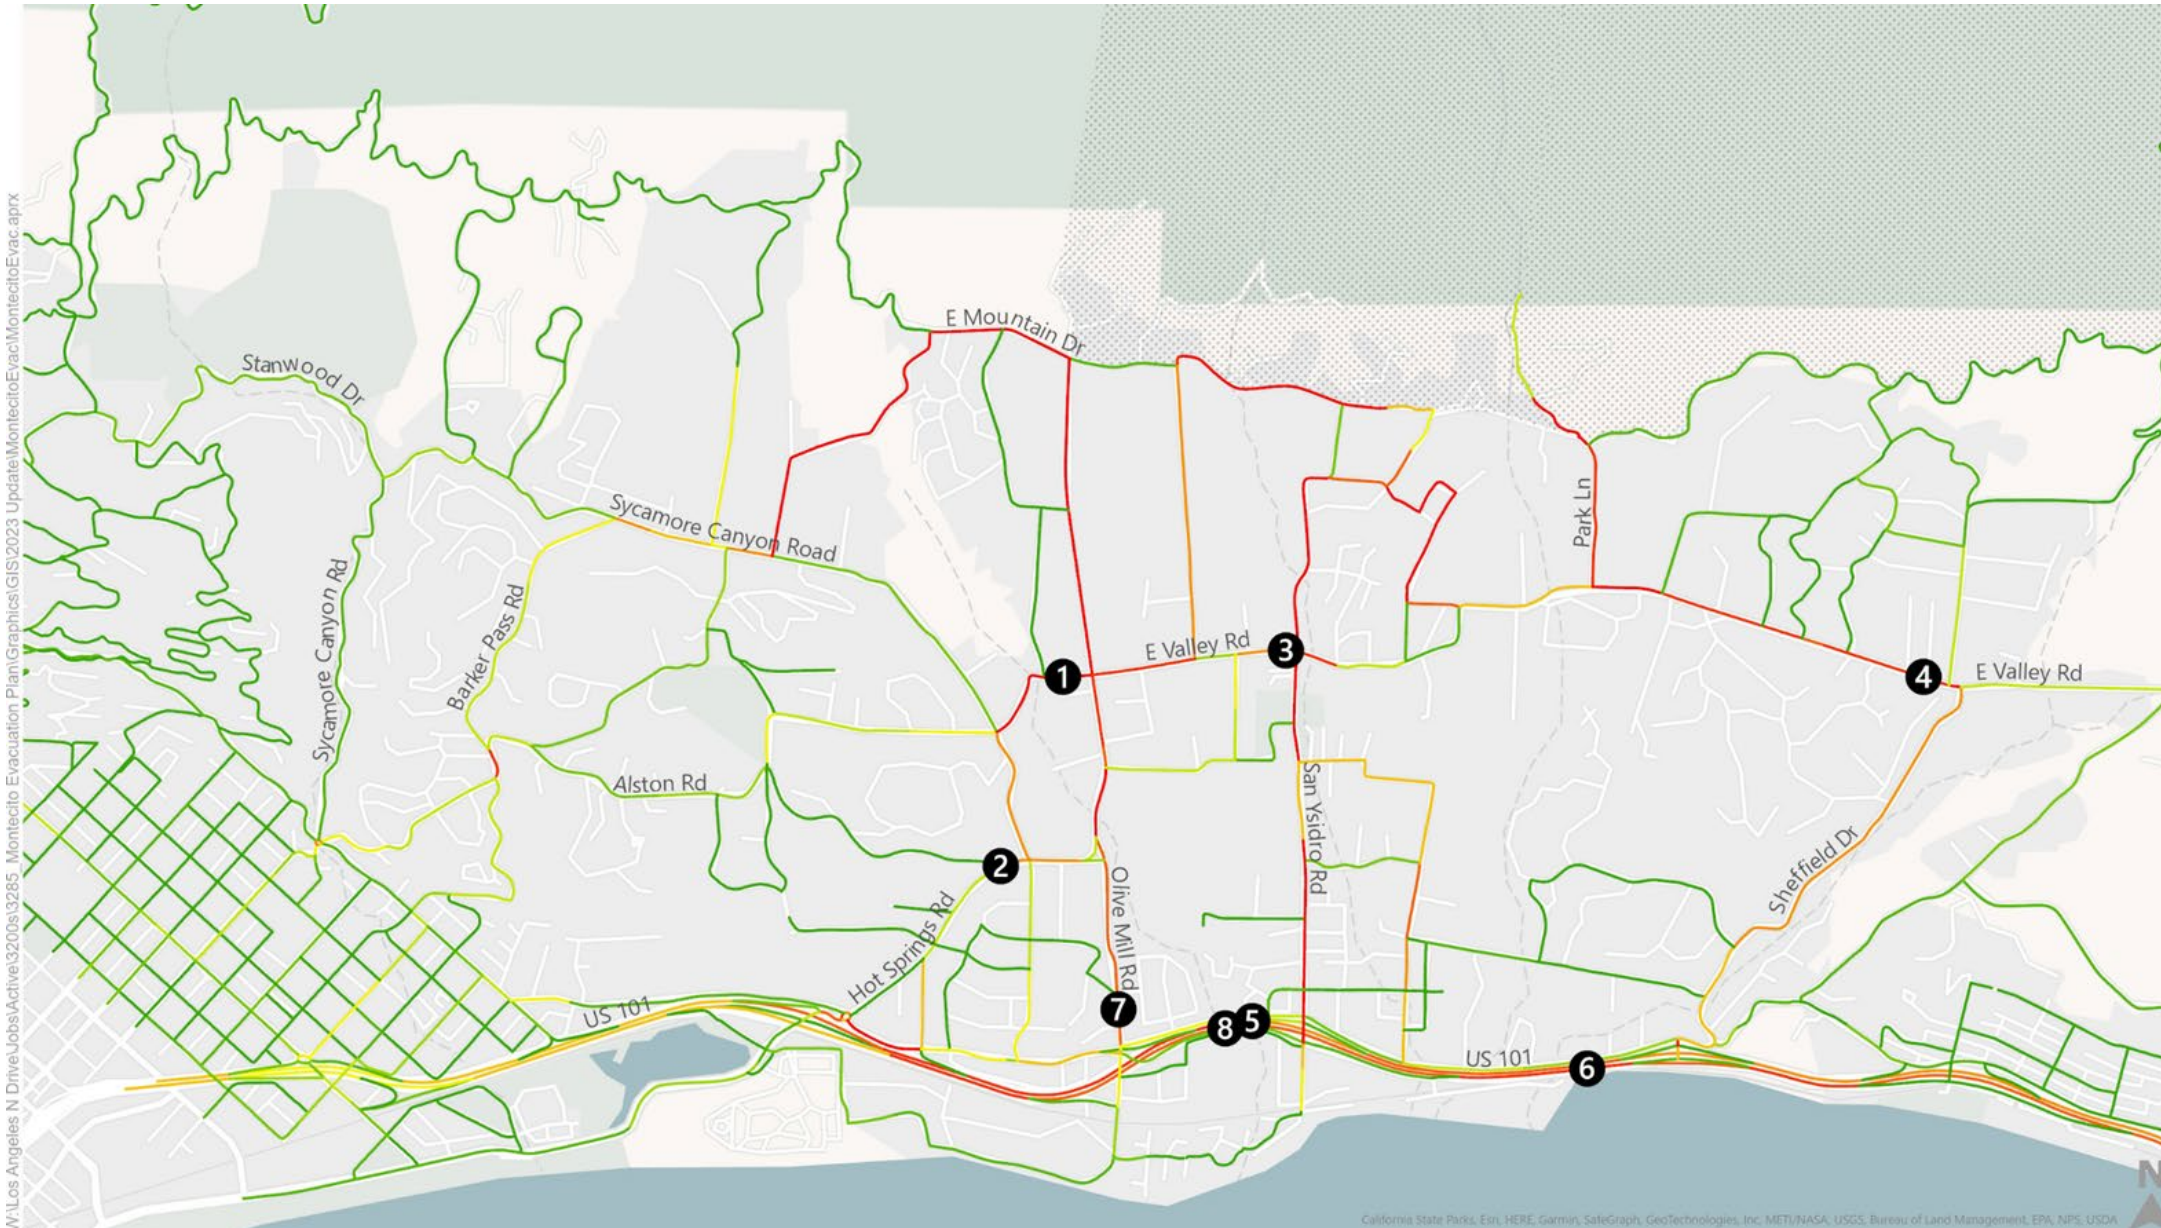 W:\Los Angeles N Drive\Jobs\Active\3200s\3285_Montecito Evacuation Plan\Graphics\GIS\2023 Update\MontecitoEvac\MontecitoEvac.aprx
E Mountain Dr
Stanwood Dr
Sycamore Canyon Road
Park Ln
Sycamore Canyon Rd
Barker Pass Rd
E Valley Rd
3
1
4
E Valley Rd
Alston Rd
San Ysidro Rd
2
Olive Mill Rd
Sheffield Dr
Hot Springs Rd
US 101
7
8
5
US 101
6
N
California State Parks, Esri, HERE, Garmin, SafeGraph, GeoTechnologies, Inc, METI/NASA, USGS, Bureau of Land Management, EPA, NPS, USDA